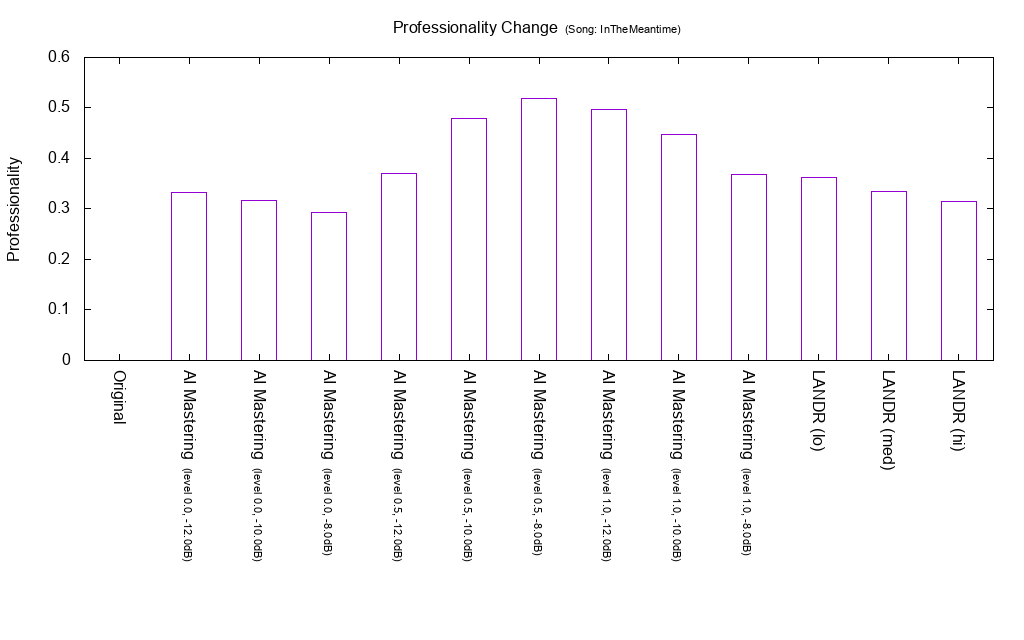 Professionality Change (Song: InTheMeantime)
Professionality
0.6
0.5
0.4
0.3
0.2
0.1
0
Original
AI Mastering (level 0.0, -12.0dB)
AI Mastering (level 0.0, -10.0dB)
AI Mastering (level 0.0, -8.0dB)
AI Mastering (level 0.5, -12.0dB)
AI Mastering (level 0.5, -10.0dB)
AI Mastering (level 0.5, -8.0dB)
AI Mastering (level 1.0, -12.0dB)
AI Mastering (level 1.0, -10.0dB)
AI Mastering (level 1.0, -8.0dB)
LANDR (lo)
LANDR (med)
LANDR (hi)